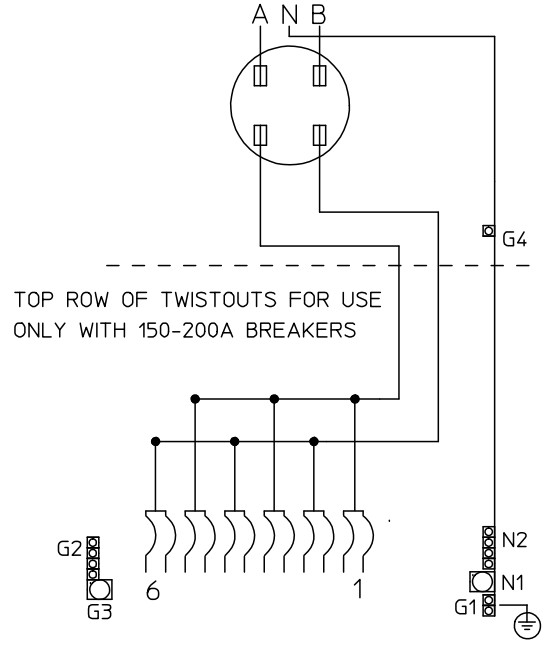 A N B
G4
TOP ROW OF TWISTOUTS FOR USE
ONLY WITH 150-200A BREAKERS
G2
N2
6
1
N1
G3
G1